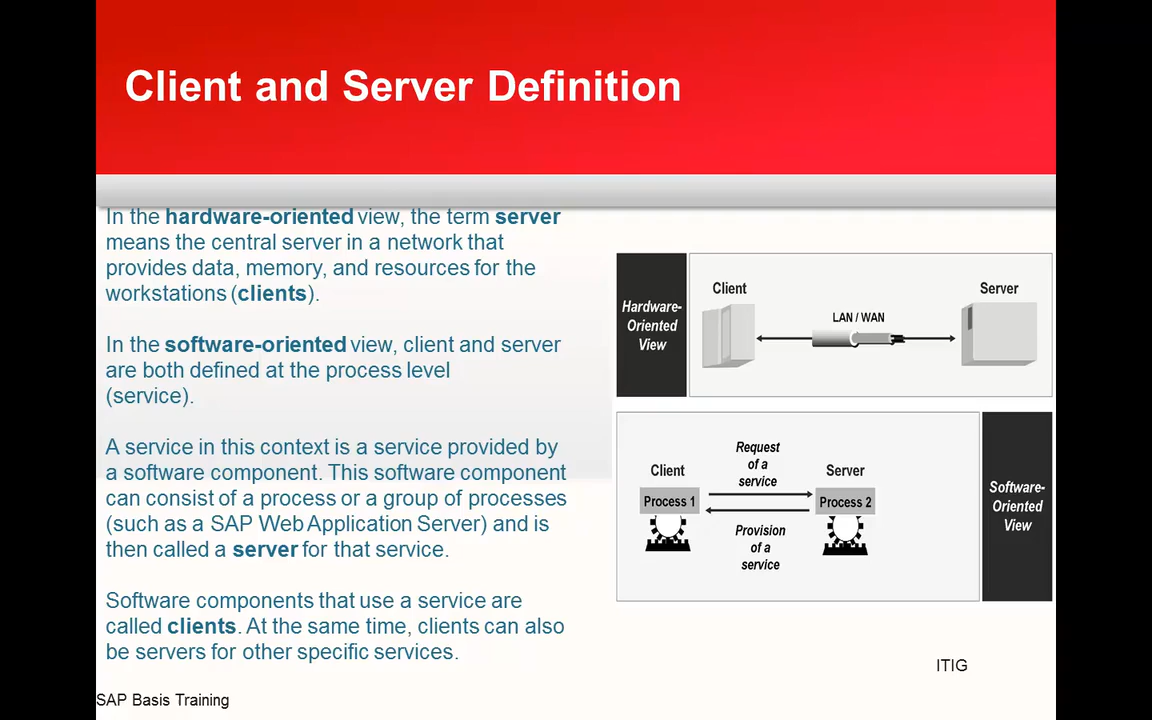 Client and Server Definition
In the hardware-oriented view, the term server
means the central server in a network that
provides data, memory, and resources for the
workstations (clients).
In the software-oriented view, client and server
are both defined at the process level
(service).
A service in this context is a service provided by
a software component. This software component
can consist of a process or a group of processes
(such as a SAP Web Application Server) and is
then called a server for that service.
Software components that use a service are
called clients. At the same time, clients can also
be servers for other specific services.
Hardware-
Oriented
View
Client
LAN / WAN
Server
Client
Process 1
Request
of a
service
Provision
of a
service
Server
Process 2
Software-
Oriented
View
ITIG
SAP Basis Training